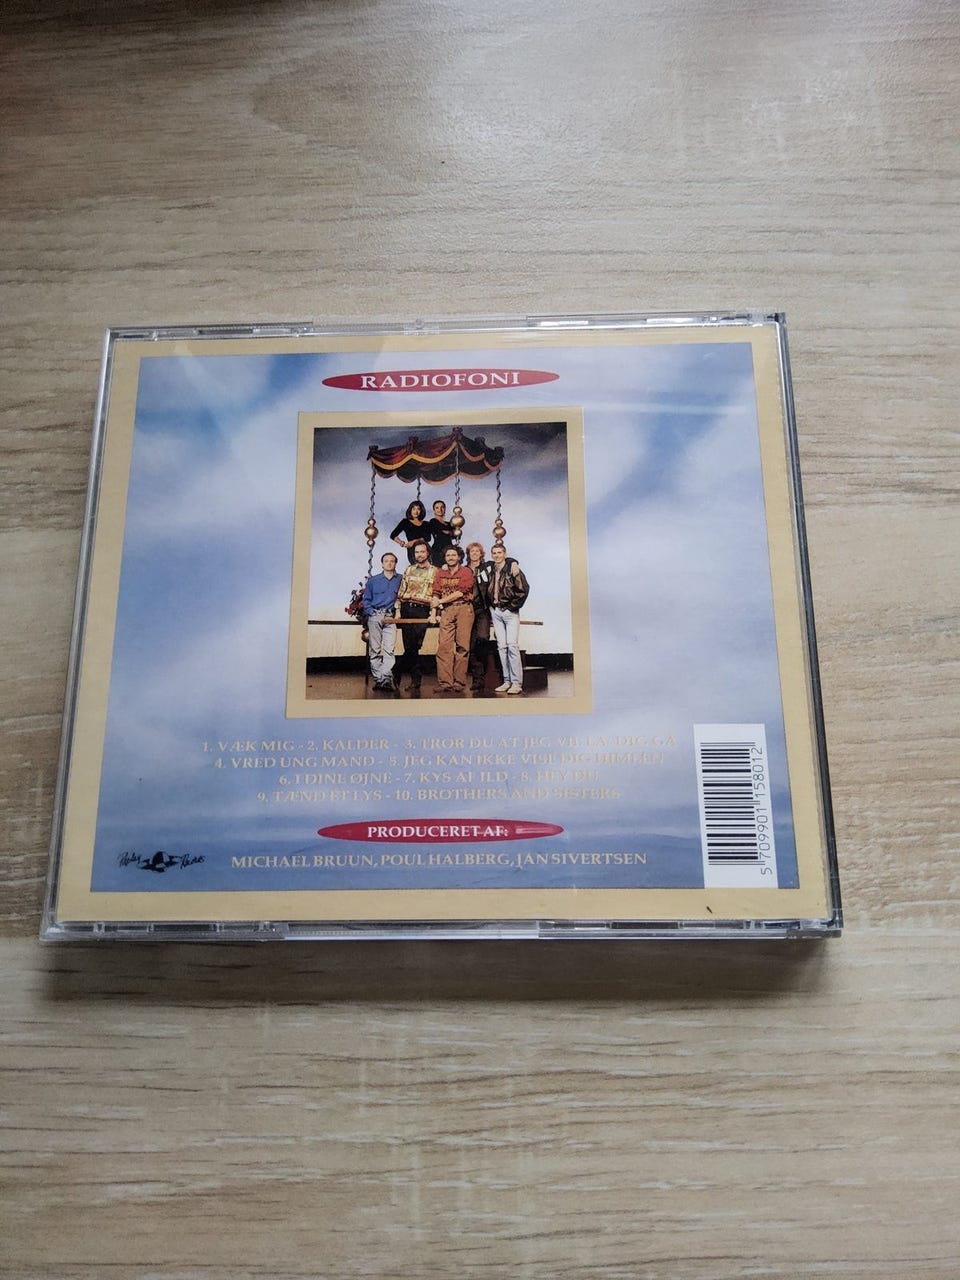 RADIOFONI
1. VÆK MIG - 2. KALDER - 3. TROR DU AT JEG VIL LA' DIG GÅ
4. VRED UNG MAND - 5. JEG KAN IKKE VISE DIG HIMLEN
6. I DINE ØJNE - 7. KYS AF ILD - 8. HEY DU
9. TÆND ET LYS - 10. BROTHERS AND SISTERS
PRODUCERET AF:
MICHAEL BRUUN, POUL HALBERG, JAN SIVERTSEN
5 709901 158012